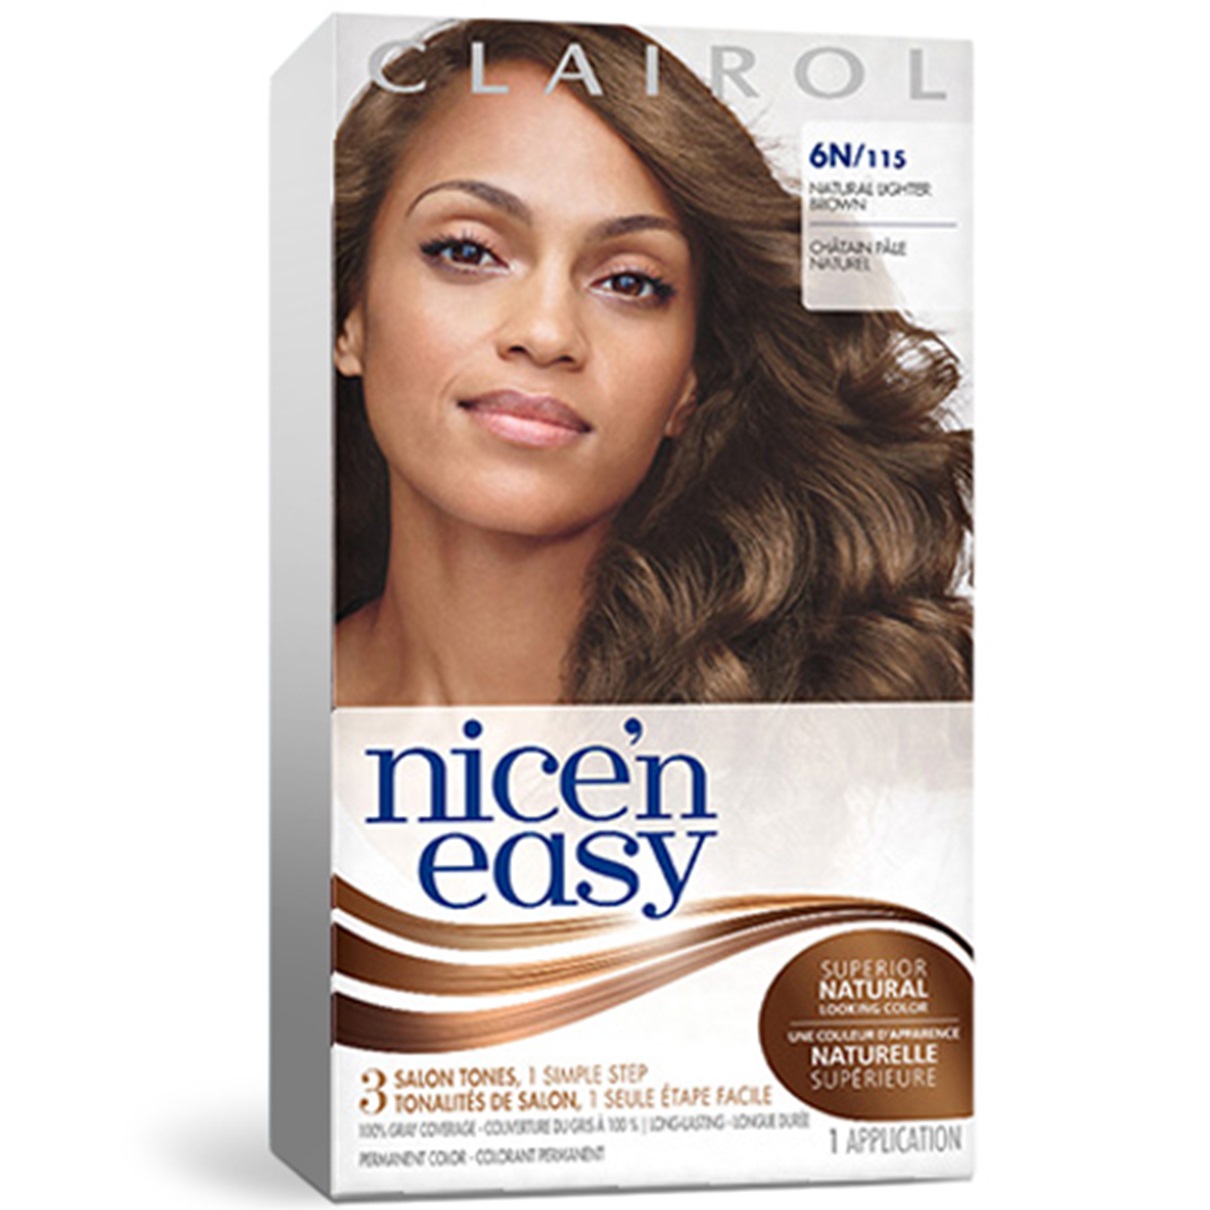 CLAIROL
6N/115
NATURAL LIGHTER
BROWN
CHÂTAIN PÂLE
NATUREL
nice'n
easy
SUPERIOR
NATURAL
LOOKING COLOR
UNE COULEUR D'APPARENCE
NATURELLE
SUPÉRIEURE
3 SALON TONES, 1 SIMPLE STEP
TONALITÉS DE SALON, 1 SEULE ÉTAPE FACILE
100% GRAY COVERAGE - COUVERTURE DU GRIS À 100 % | LONG-LASTING - LONGUE DURÉE
PERMANENT COLOR - COLORANT PERMANENT
1 APPLICATION